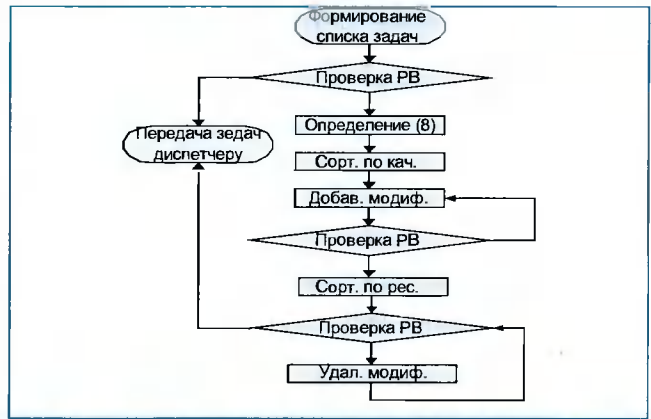 Формирование
списка задач
Проверка РВ
Передача зедач
диспетчеру
Определение (8)
Сорт. по кач.
Добав. модиф.
Проверка РВ
Сорт. по рес.
Проверка РВ
Удал. модиф.